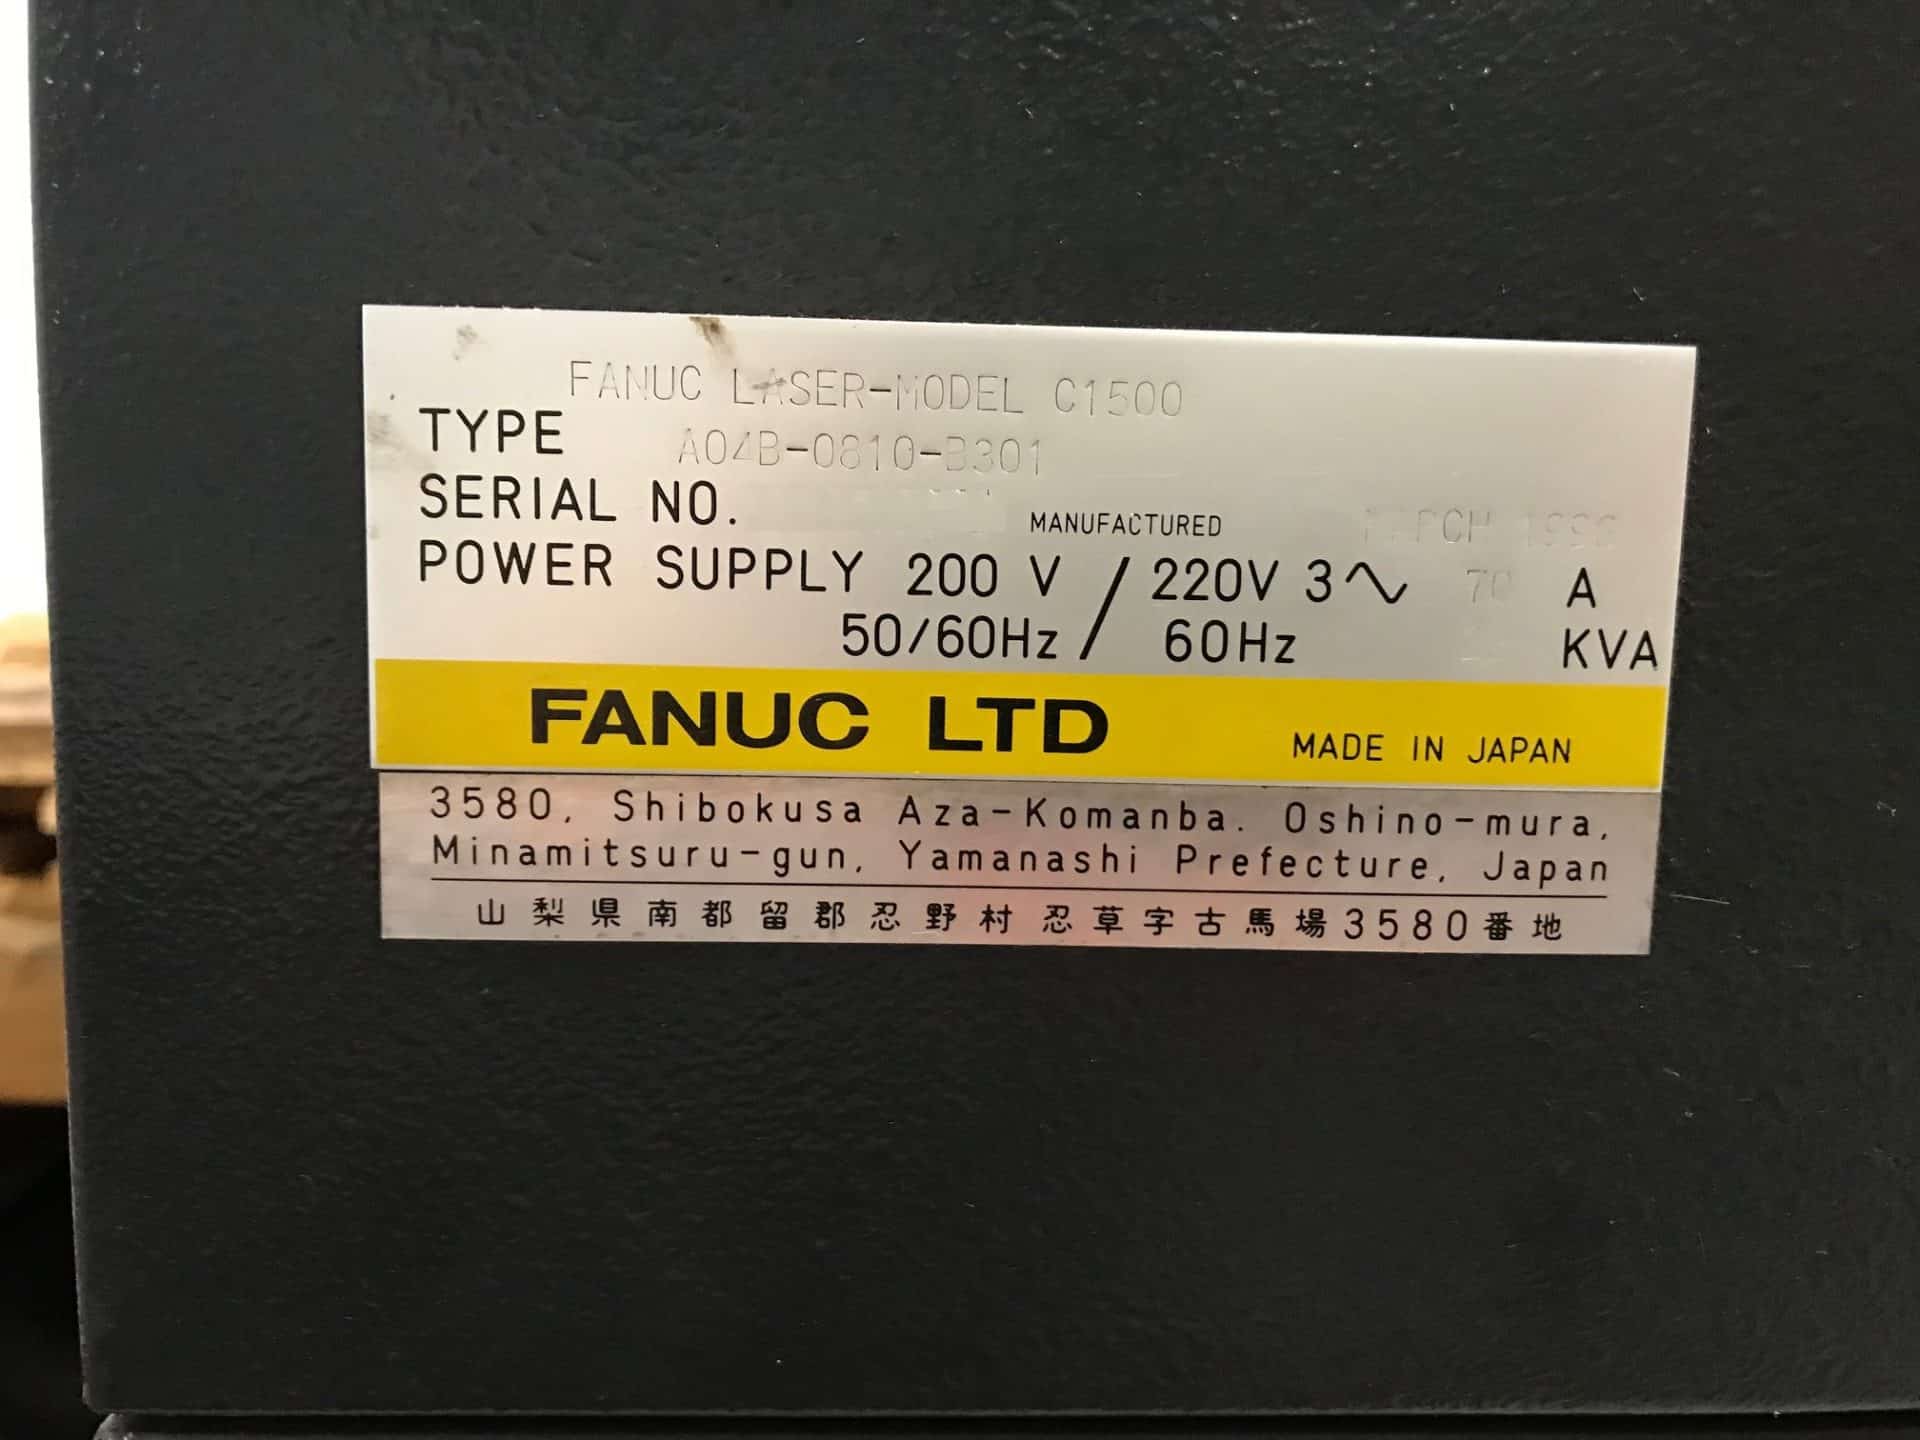 FANUC LASER-MODEL C1500
TYPE A04B-0810-B301
SERIAL NO.
MANUFACTURED MARCH
POWER SUPPLY 200 V / 220V 3∿ 70 A
50/60Hz / 60Hz KVA
FANUC LTD MADE IN JAPAN
3580, Shibokusa Aza-Komanba. Oshino-mura,
Minamitsuru-gun, Yamanashi Prefecture, Japan
山梨県南都留郡忍野村 忍草字古馬場3580番地